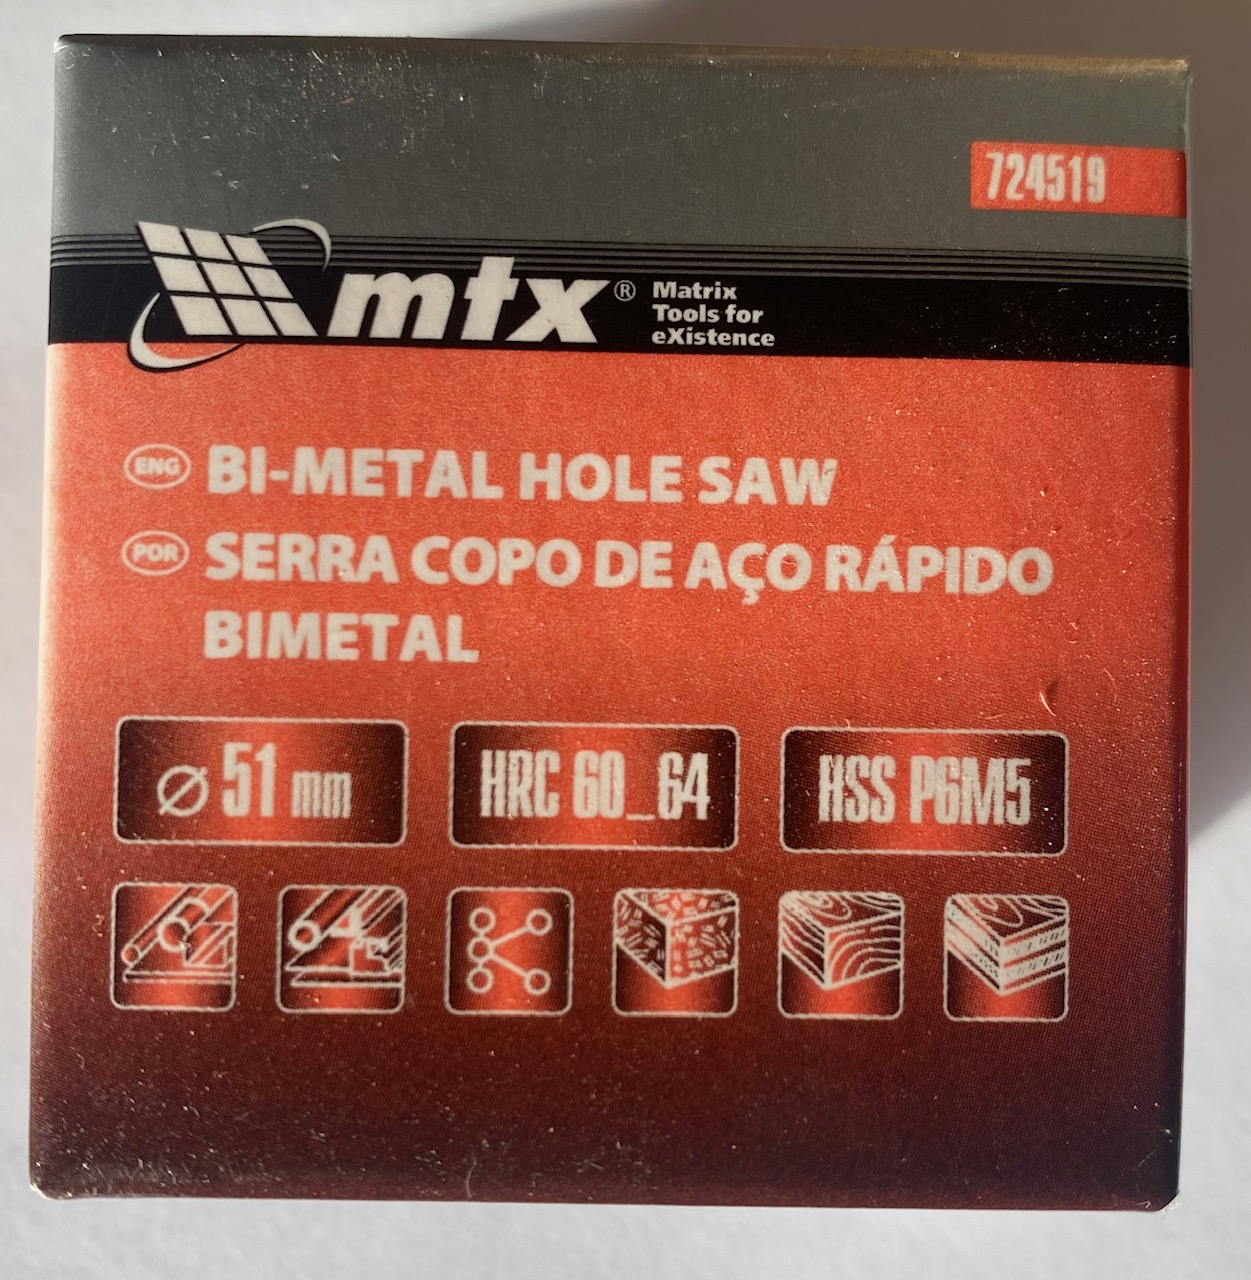 724519
mtx® Matrix
Tools for
eXistence
ENG BI-METAL HOLE SAW
POR SERRA COPO DE AÇO RÁPIDO
BIMETAL
⌀ 51 mm HRC 60_64 HSS P6M5